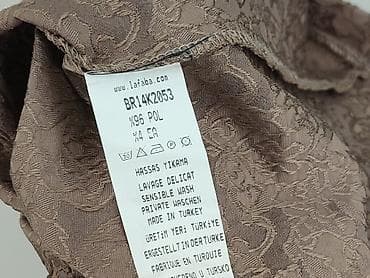 www.lafaba.com
BR14K2053
%96 POL
%4 EA
HASSAS YIKAMA
LAVAGE DELICAT
SENSIBLE WASH
PRIVATE WASCHEN
MADE IN TURKEY
ÜRETİM YERİ: TÜRKİYE
ERGESTELLT IN DER TURKE
FABRIQUE EN TURQUIE